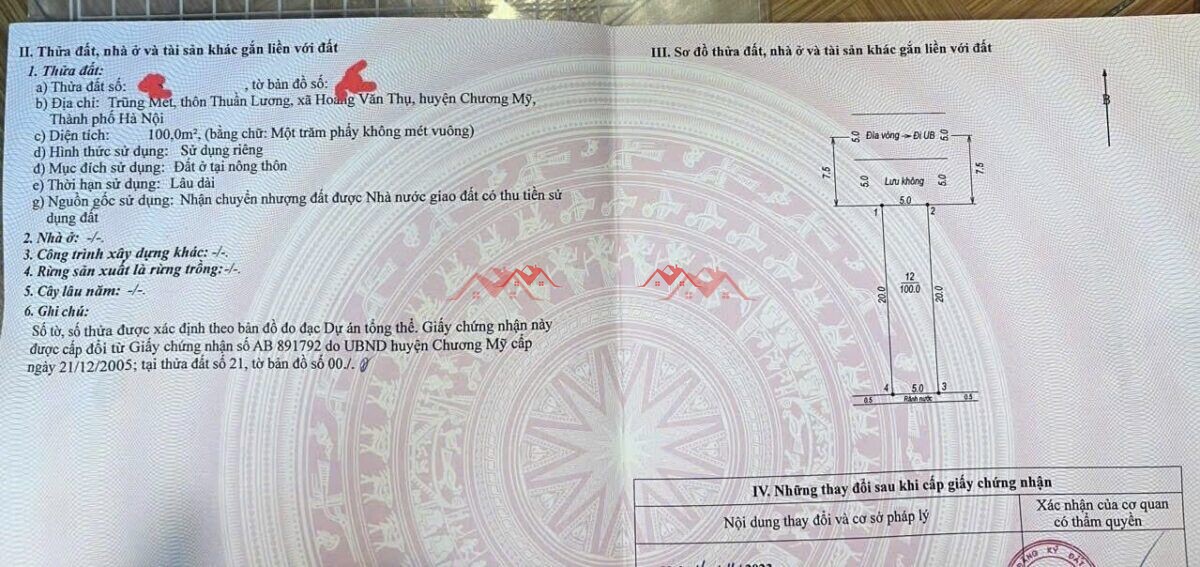 II. Thửa đất, nhà ở và tài sản khác gắn liền với đất
1. Thửa đất:
a) Thửa đất số: , tờ bản đồ số:
b) Địa chỉ: Trũng Mét, thôn Thuần Lương, xã Hoàng Văn Thụ, huyện Chương Mỹ,
Thành phố Hà Nội
c) Diện tích: 100,0m², (bằng chữ: Một trăm phẩy không mét vuông)
d) Hình thức sử dụng: Sử dụng riêng
đ) Mục đích sử dụng: Đất ở tại nông thôn
e) Thời hạn sử dụng: Lâu dài
g) Nguồn gốc sử dụng: Nhận chuyển nhượng đất được Nhà nước giao đất có thu tiền sử
dụng đất
2. Nhà ở: -/-.
3. Công trình xây dựng khác: -/-.
4. Rừng sản xuất là rừng trồng: -/-.
5. Cây lâu năm: -/-.
6. Ghi chú:
Số tờ, số thửa được xác định theo bản đồ đo đạc Dự án tổng thể. Giấy chứng nhận này
được cấp đổi từ Giấy chứng nhận số AB 891792 do UBND huyện Chương Mỹ cấp
ngày 21/12/2005; tại thửa đất số 21, tờ bản đồ số 00./.
III. Sơ đồ thửa đất, nhà ở và tài sản khác gắn liền với đất
B
5.0 Đìa vòng → Đi UB 5.0
7.5 7.5
5.0 Lưu không 5.0
5.0
1 2
12
20.0 100.0 20.0
4 5.0 3
0.5 Rãnh nước 0.5
IV. Những thay đổi sau khi cấp giấy chứng nhận
Nội dung thay đổi và cơ sở pháp lý
Xác nhận của cơ quan
có thẩm quyền
ĐĂNG KÝ ĐẤT